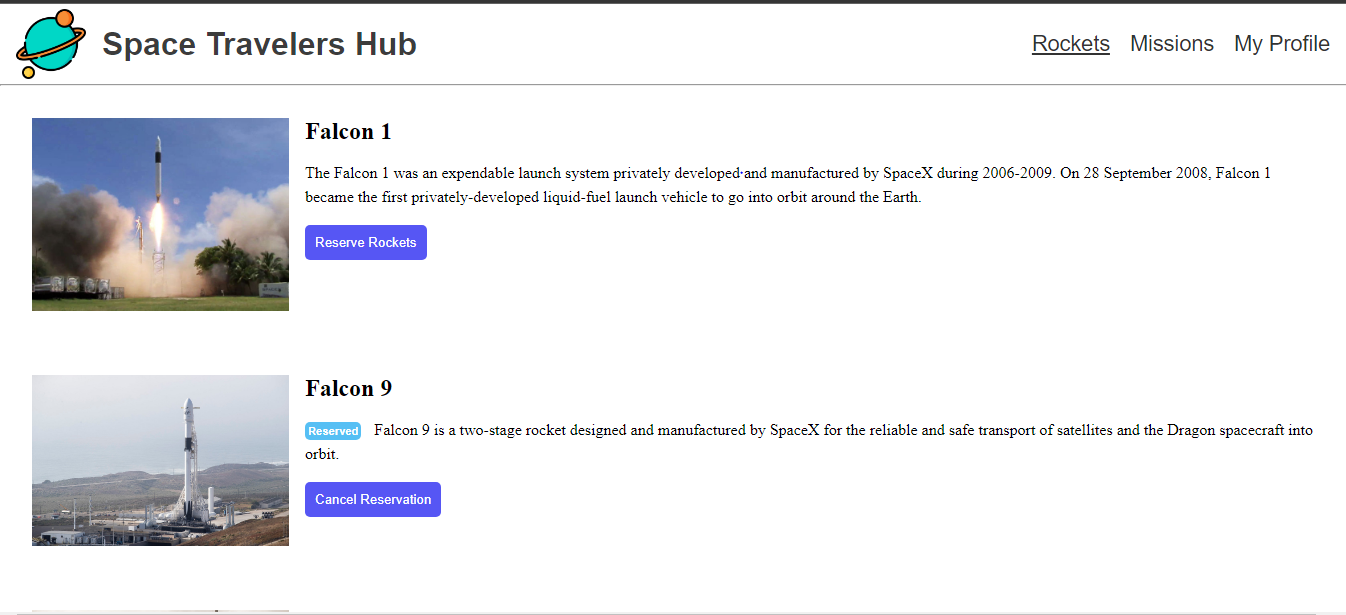 Space Travelers Hub
Rockets Missions My Profile
Falcon 1
The Falcon 1 was an expendable launch system privately developed·and manufactured by SpaceX during 2006-2009. On 28 September 2008, Falcon 1
became the first privately-developed liquid-fuel launch vehicle to go into orbit around the Earth.
Reserve Rockets
Falcon 9
Reserved Falcon 9 is a two-stage rocket designed and manufactured by SpaceX for the reliable and safe transport of satellites and the Dragon spacecraft into
orbit.
Cancel Reservation